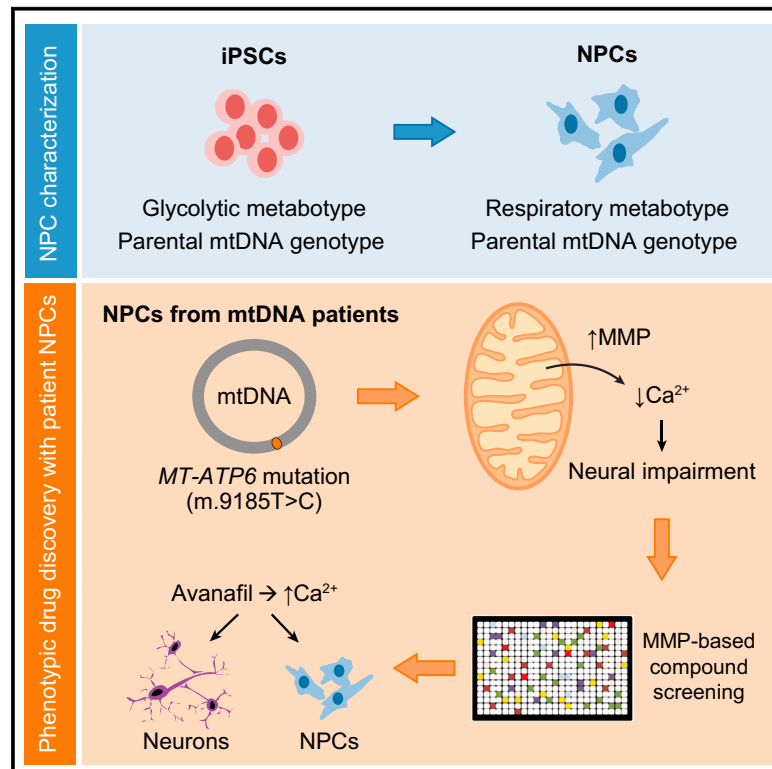 NPC characterization
iPSCs
NPCs
Glycolytic metabotype
Parental mtDNA genotype
Respiratory metabotype
Parental mtDNA genotype
Phenotypic drug discovery with patient NPCs
NPCs from mtDNA patients
mtDNA
MT-ATP6 mutation
(m.9185T>C)
↑MMP
↓Ca²⁺
Neural impairment
MMP-based
compound
screening
Avanafil → ↑Ca²⁺
Neurons
NPCs